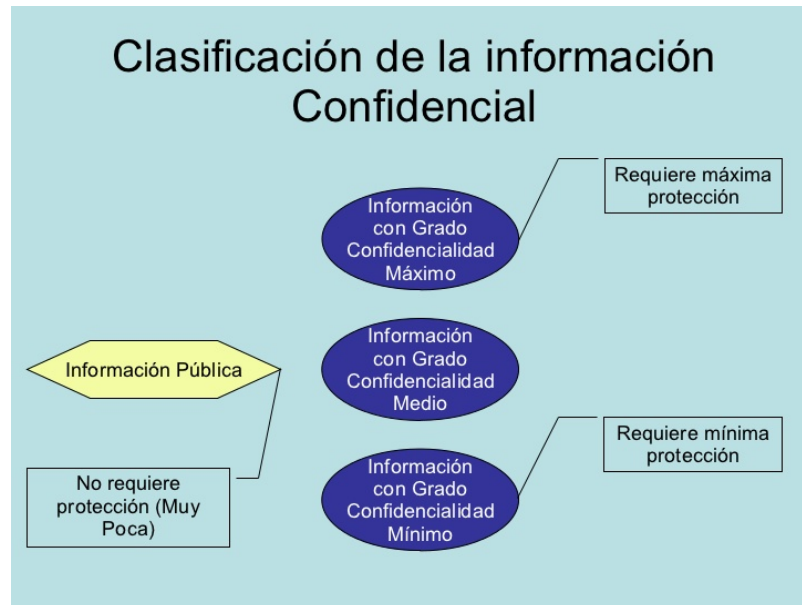 Clasificación de la información
Confidencial
Requiere máxima
protección
Información
con Grado
Confidencialidad
Máximo
Información Pública
Información
con Grado
Confidencialidad
Medio
Requiere mínima
protección
No requiere
protección (Muy
Poca)
Información
con Grado
Confidencialidad
Mínimo